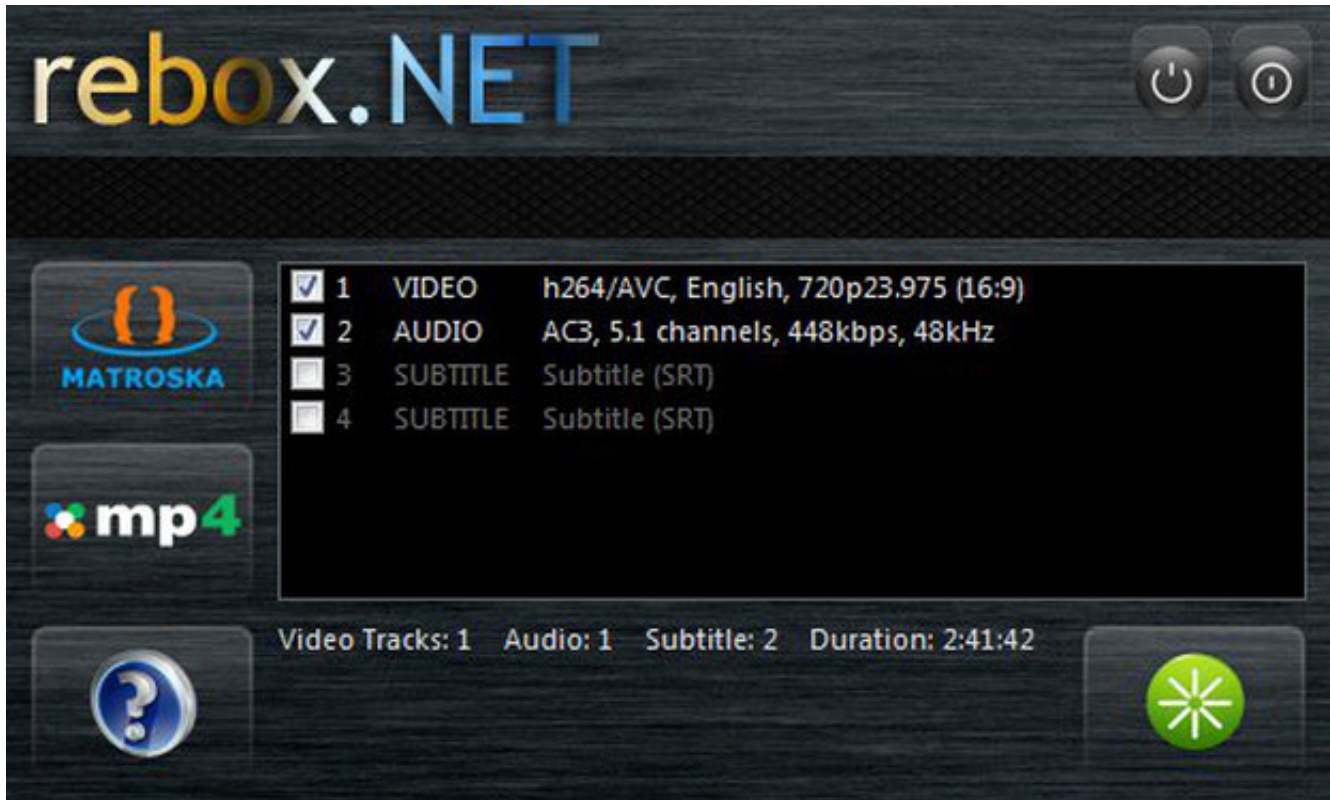 rebox.NET
MATROSKA
mp4
1 VIDEO h264/AVC, English, 720p23.975 (16:9)
2 AUDIO AC3, 5.1 channels, 448kbps, 48kHz
3 SUBTITLE Subtitle (SRT)
4 SUBTITLE Subtitle (SRT)
Video Tracks: 1 Audio: 1 Subtitle: 2 Duration: 2:41:42